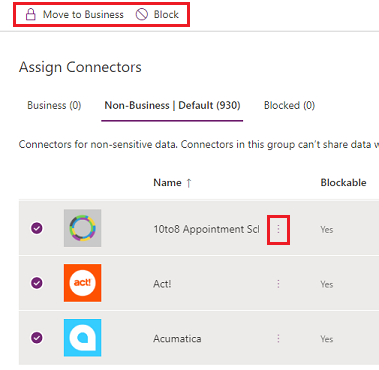 Move to Business Block
Assign Connectors
Business (0) Non-Business | Default (930) Blocked (0)
Connectors for non-sensitive data. Connectors in this group can't share data w
Name ↑ Blockable
10to8 Appointment Scl Yes
act!
Act! Yes
Acumatica Yes